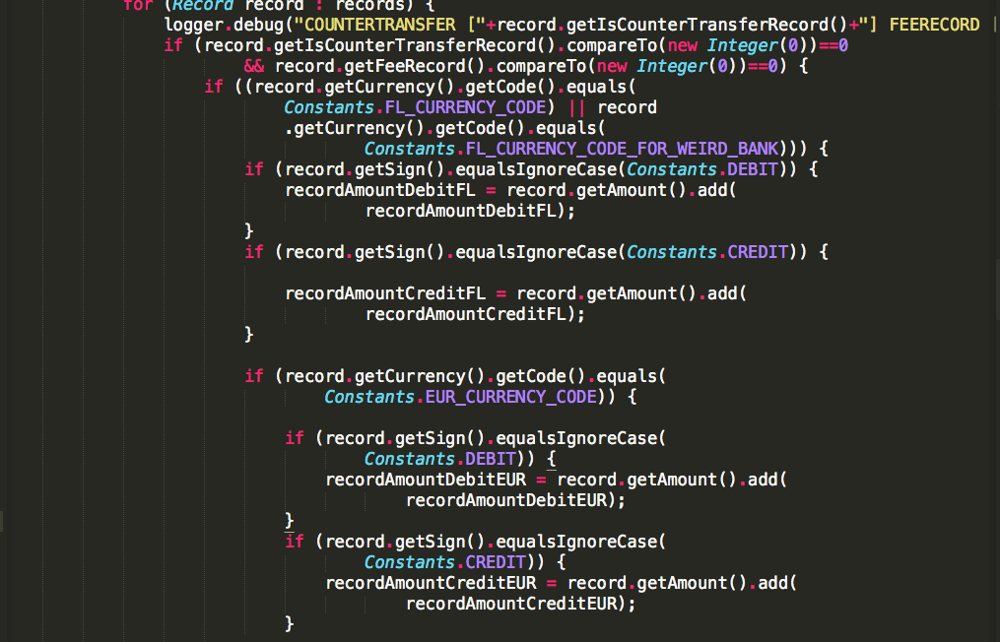 for (Record record : records) {
logger.debug("COUNTERTRANSFER ["+record.getIsCounterTransferRecord()+"] FEERECORD |
if (record.getIsCounterTransferRecord().compareTo(new Integer(0))==0
&& record.getFeeRecord().compareTo(new Integer(0))==0) {
if ((record.getCurrency().getCode().equals(
Constants.FL_CURRENCY_CODE) || record
.getCurrency().getCode().equals(
Constants.FL_CURRENCY_CODE_FOR_WEIRD_BANK))) {
if (record.getSign().equalsIgnoreCase(Constants.DEBIT)) {
recordAmountDebitFL = record.getAmount().add(
recordAmountDebitFL);
}
if (record.getSign().equalsIgnoreCase(Constants.CREDIT)) {
recordAmountCreditFL = record.getAmount().add(
recordAmountCreditFL);
}
if (record.getCurrency().getCode().equals(
Constants.EUR_CURRENCY_CODE)) {
if (record.getSign().equalsIgnoreCase(
Constants.DEBIT)) {
recordAmountDebitEUR = record.getAmount().add(
recordAmountDebitEUR);
}
if (record.getSign().equalsIgnoreCase(
Constants.CREDIT)) {
recordAmountCreditEUR = record.getAmount().add(
recordAmountCreditEUR);
}